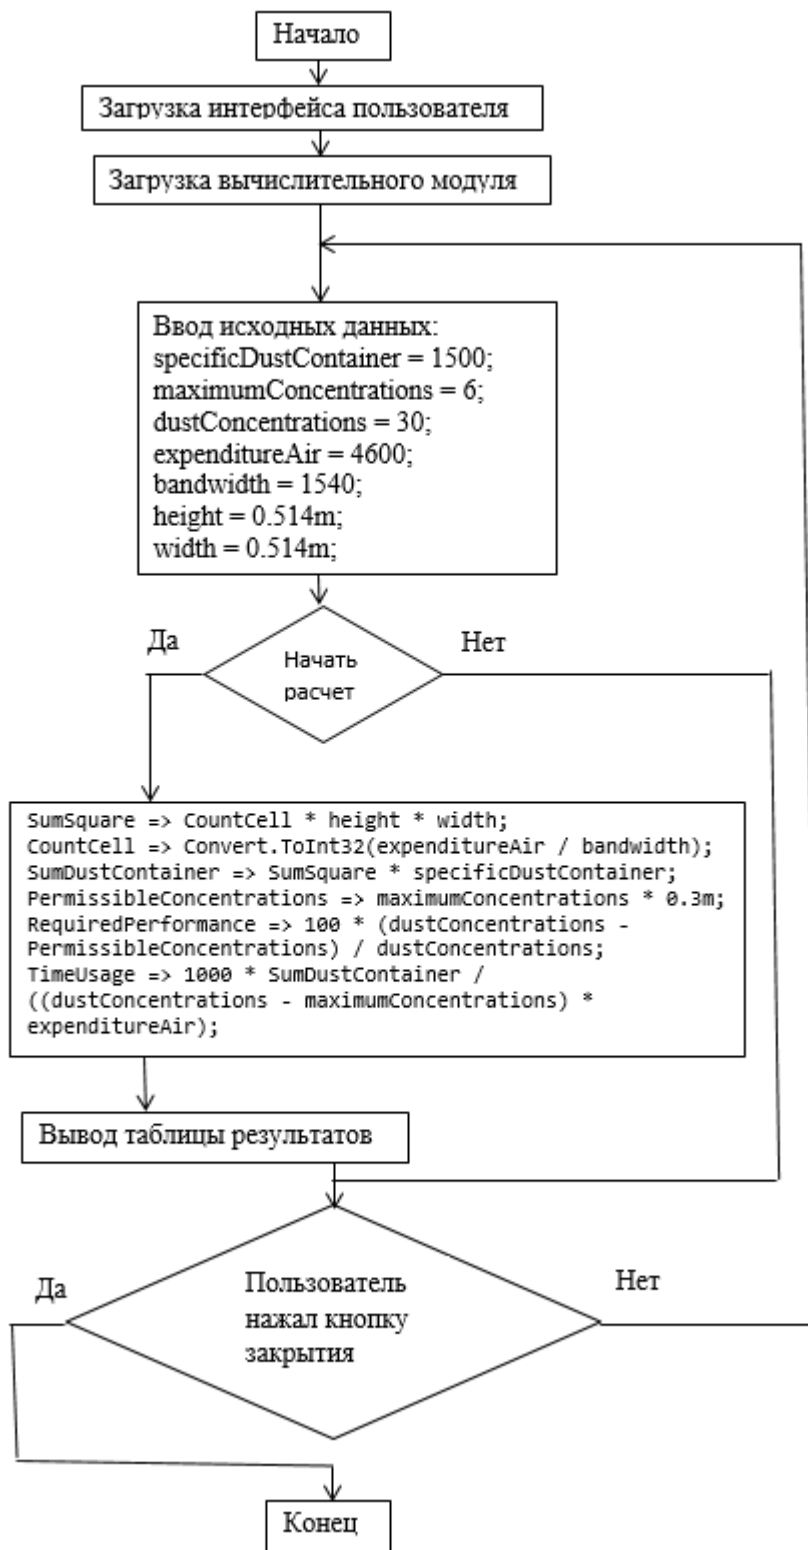 Начало
Загрузка интерфейса пользователя
Загрузка вычислительного модуля
Ввод исходных данных:
specificDustContainer = 1500;
maximumConcentrations = 6;
dustConcentrations = 30;
expenditureAir = 4600;
bandwidth = 1540;
height = 0.514m;
width = 0.514m;
Да
Нет
Начать
расчет
SumSquare => CountCell * height * width;
CountCell => Convert.ToInt32(expenditureAir / bandwidth);
SumDustContainer => SumSquare * specificDustContainer;
PermissibleConcentrations => maximumConcentrations * 0.3m;
RequiredPerformance => 100 * (dustConcentrations -
PermissibleConcentrations) / dustConcentrations;
TimeUsage => 1000 * SumDustContainer /
((dustConcentrations - maximumConcentrations) *
expenditureAir);
Вывод таблицы результатов
Да
Нет
Пользователь
нажал кнопку
закрытия
Конец